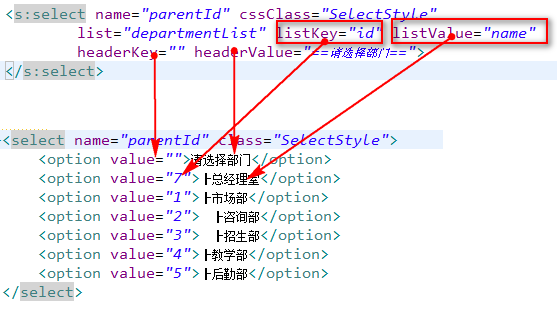 <s:select name="parentId" cssClass="SelectStyle"
list="departmentList" listKey="id" listValue="name"
headerKey="" headerValue="==请选择部门==">
</s:select>
<select name="parentId" class="SelectStyle">
<option value="">请选择部门</option>
<option value="7">├总经理室</option>
<option value="1">├市场部</option>
<option value="2">　├咨询部</option>
<option value="3">　├招生部</option>
<option value="4">├教学部</option>
<option value="5">├后勤部</option>
</select>